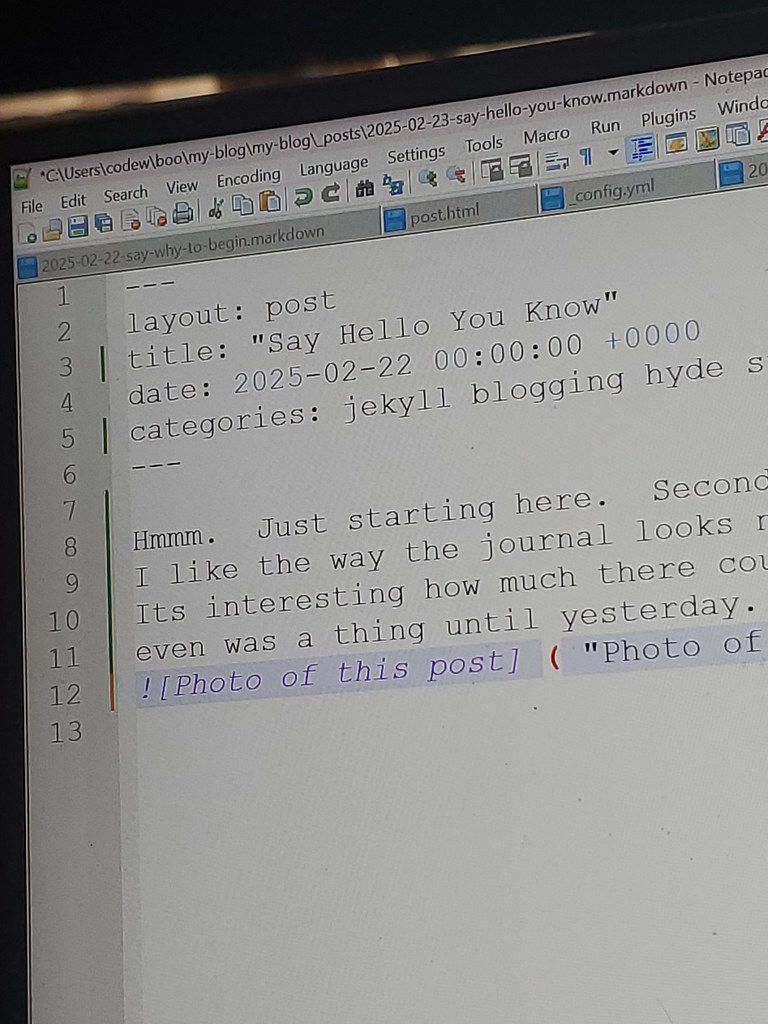 *C:\Users\codew\boo\my-blog\my-blog\_posts\2025-02-23-say-hello-you-know.markdown - Notepad
File Edit Search View Encoding Language Settings Tools Macro Run Plugins Windo
2025-02-22-say-why-to-begin.markdown post.html _config.yml 20
1 ---
2 layout: post
3 title: "Say Hello You Know"
4 date: 2025-02-22 00:00:00 +0000
5 categories: jekyll blogging hyde s
6 ---
7
8 Hmmm. Just starting here. Second
9 I like the way the journal looks
10 Its interesting how much there cou
11 even was a thing until yesterday.
12 ![Photo of this post] ( "Photo of
13